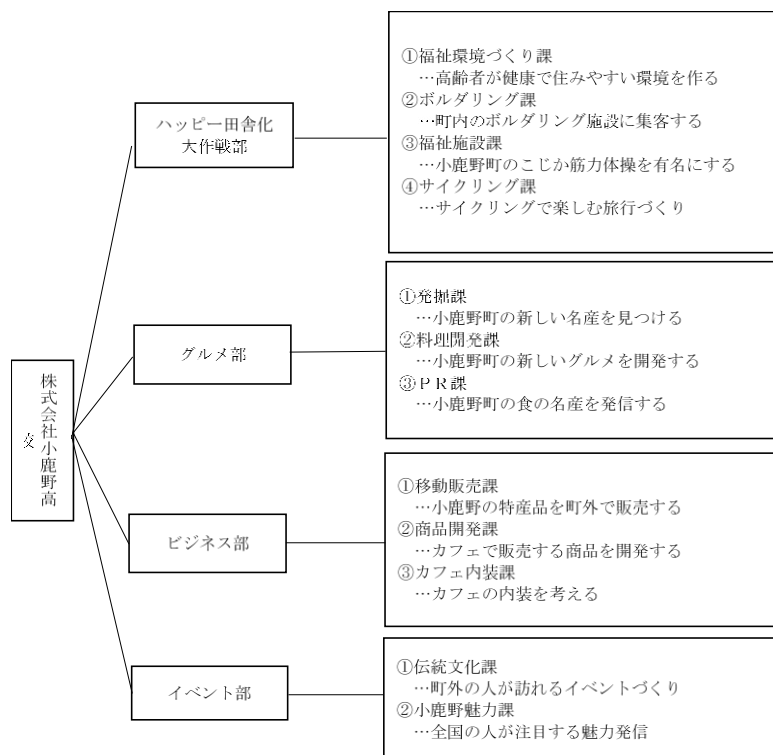 株式会社小鹿野高
校
ハッピー田舎化
大作戦部
①福祉環境づくり課
…高齢者が健康で住みやすい環境を作る
②ボルダリング課
…町内のボルダリング施設に集客する
③福祉施設課
…小鹿野町のこじか筋力体操を有名にする
④サイクリング課
…サイクリングで楽しむ旅行づくり
グルメ部
①発掘課
…小鹿野町の新しい名産を見つける
②料理開発課
…小鹿野町の新しいグルメを開発する
③ＰＲ課
…小鹿野町の食の名産を発信する
ビジネス部
①移動販売課
…小鹿野の特産品を町外で販売する
②商品開発課
…カフェで販売する商品を開発する
③カフェ内装課
…カフェの内装を考える
イベント部
①伝統文化課
…町外の人が訪れるイベントづくり
②小鹿野魅力課
…全国の人が注目する魅力発信